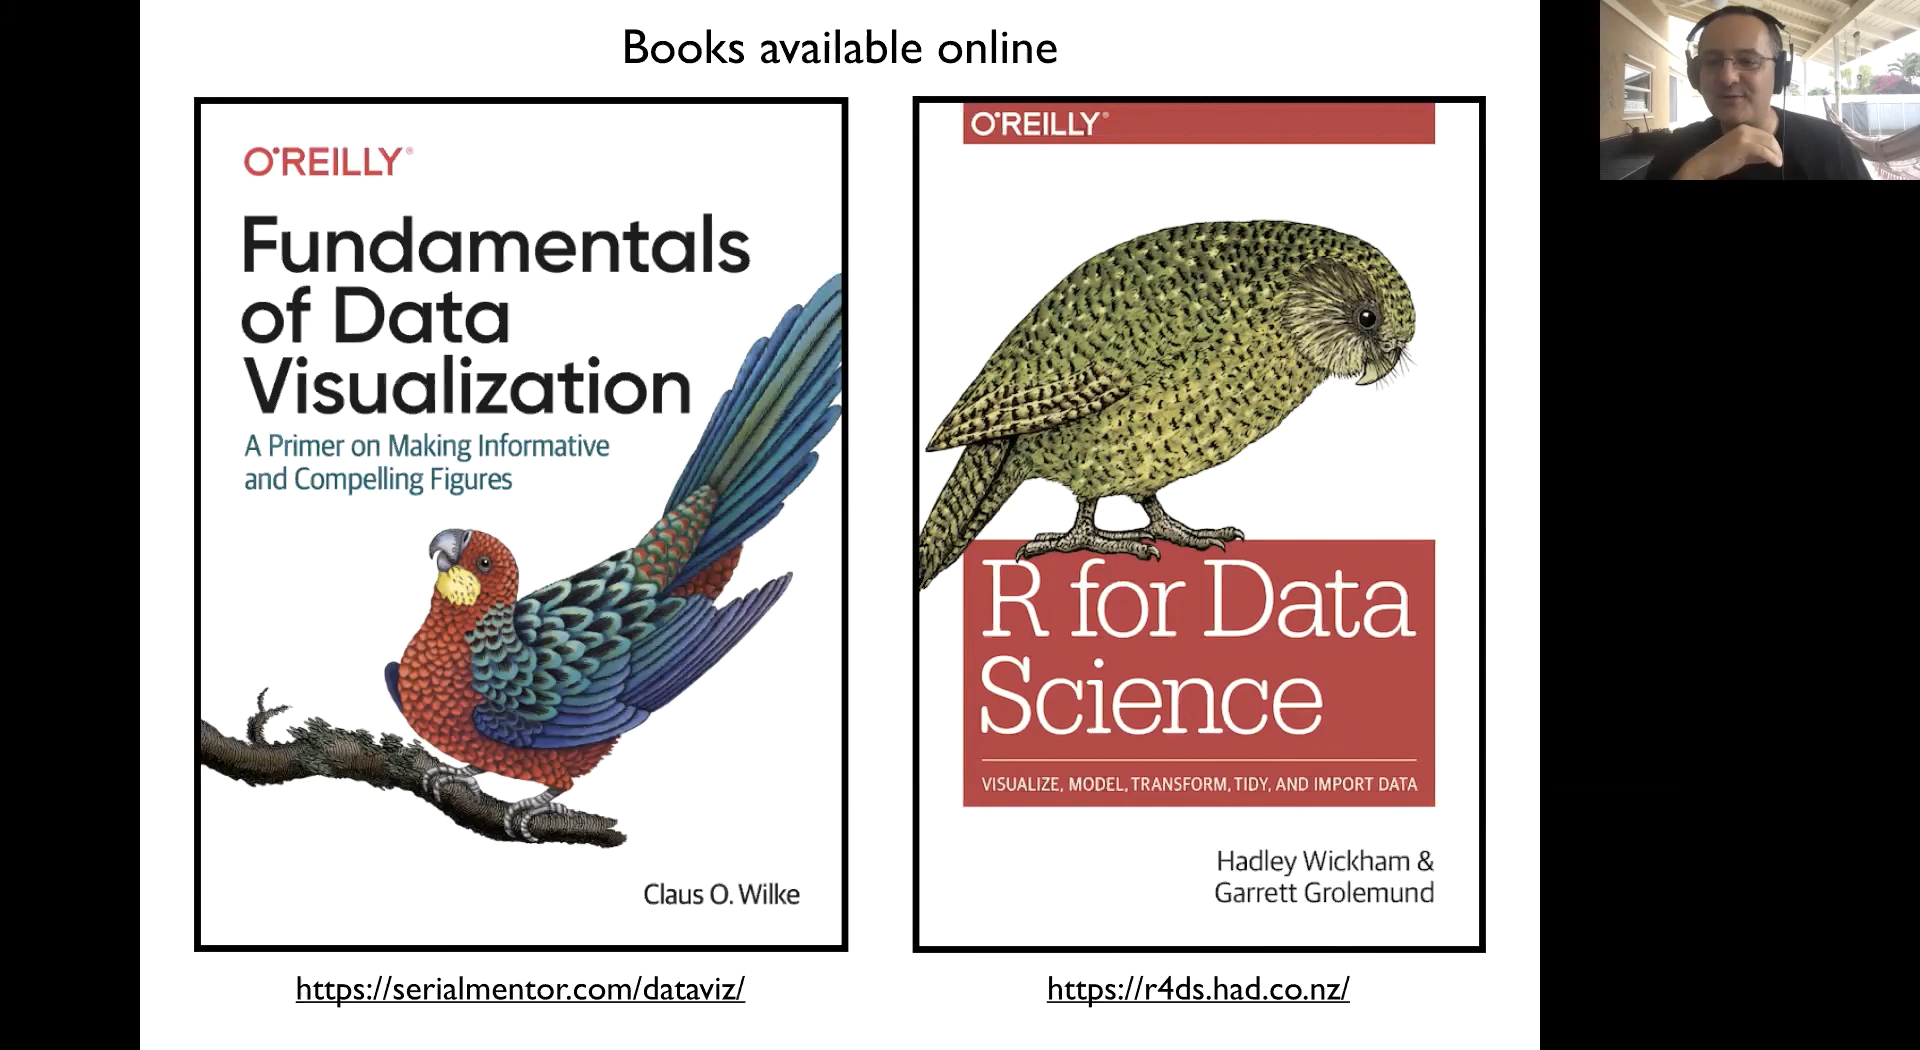 Books available online
O'REILLY®
Fundamentals
of Data
Visualization
A Primer on Making Informative
and Compelling Figures
Claus O. Wilke
https://serialmentor.com/dataviz/
O'REILLY®
R for Data
Science
VISUALIZE, MODEL, TRANSFORM, TIDY, AND IMPORT DATA
Hadley Wickham &
Garrett Grolemund
https://r4ds.had.co.nz/